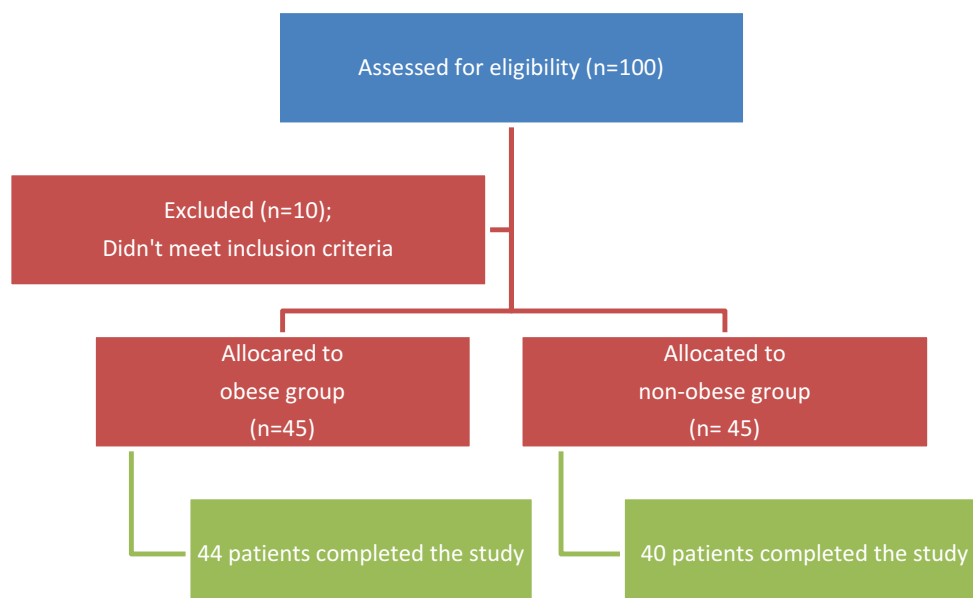 Assessed for eligibility (n=100)
Excluded (n=10);
Didn't meet inclusion criteria
Allocared to
obese group
(n=45)
Allocated to
non-obese group
(n= 45)
44 patients completed the study
40 patients completed the study